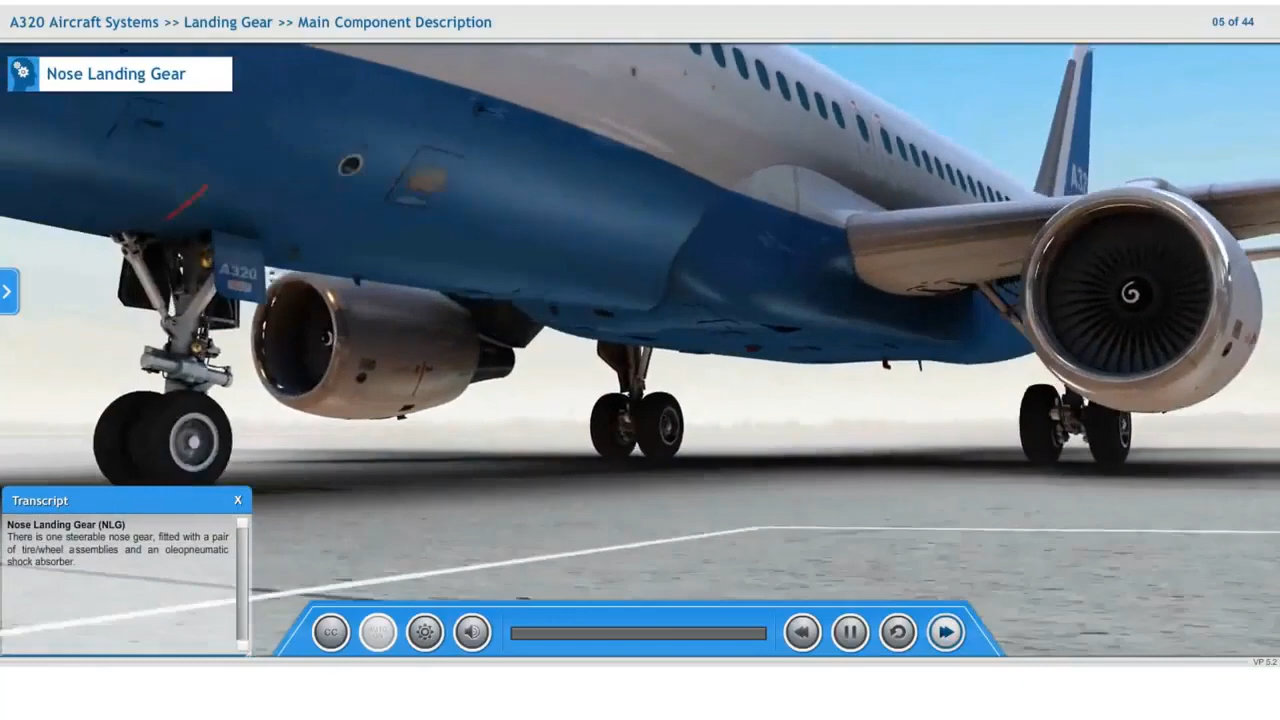 A320 Aircraft Systems >> Landing Gear >> Main Component Description
05 of 44
Nose Landing Gear
A320
A32
Transcript
X
Nose Landing Gear (NLG)
There is one steerable nose gear, fitted with a pair
of tire/wheel assemblies and an oleopneumatic
shock absorber.
CC
VP 5.2